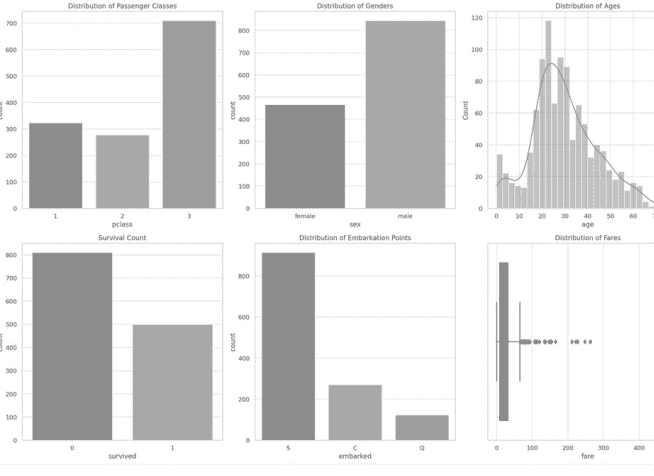 Distribution of Passenger Classes
700
600
500
400
300
200
100
0
count
1
2
3
pclass
Distribution of Genders
800
700
600
500
400
300
200
100
0
count
female
male
sex
Distribution of Ages
120
100
80
60
40
20
0
Count
0
10
20
30
40
50
60
age
Survival Count
800
700
600
500
400
300
200
100
0
count
0
1
survived
Distribution of Embarkation Points
800
600
400
200
0
count
S
C
Q
embarked
Distribution of Fares
0
100
200
300
400
fare